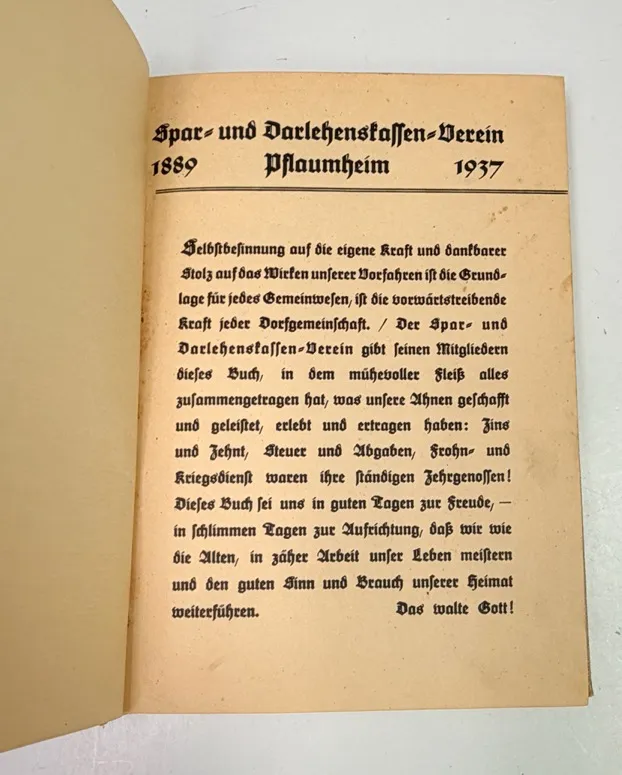 Spar- und Darlehenskassen-Verein
1889 Pflaumheim 1937
Selbstbesinnung auf die eigene Kraft und dankbarer
Stolz auf das Wirken unserer Vorfahren ist die Grund-
lage für jedes Gemeinwesen, ist die vorwärtstreibende
Kraft jeder Dorfgemeinschaft. / Der Spar- und
Darlehenskassen-Verein gibt seinen Mitgliedern
dieses Buch, in dem mühevoller Fleiß alles
zusammengetragen hat, was unsere Ahnen geschafft
und geleistet, erlebt und ertragen haben: Zins
und Zehnt, Steuer und Abgaben, Frohn- und
Kriegsdienst waren ihre ständigen Zehrgenossen!
Dieses Buch sei uns in guten Tagen zur Freude, —
in schlimmen Tagen zur Aufrichtung, daß wir wie
die Alten, in zäher Arbeit unser Leben meistern
und den guten Sinn und Brauch unserer Heimat
weiterführen. Das walte Gott!